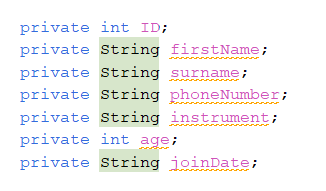 private int ID;
private String firstName;
private String surname;
private String phoneNumber;
private String instrument;
private int age;
private String joinDate;